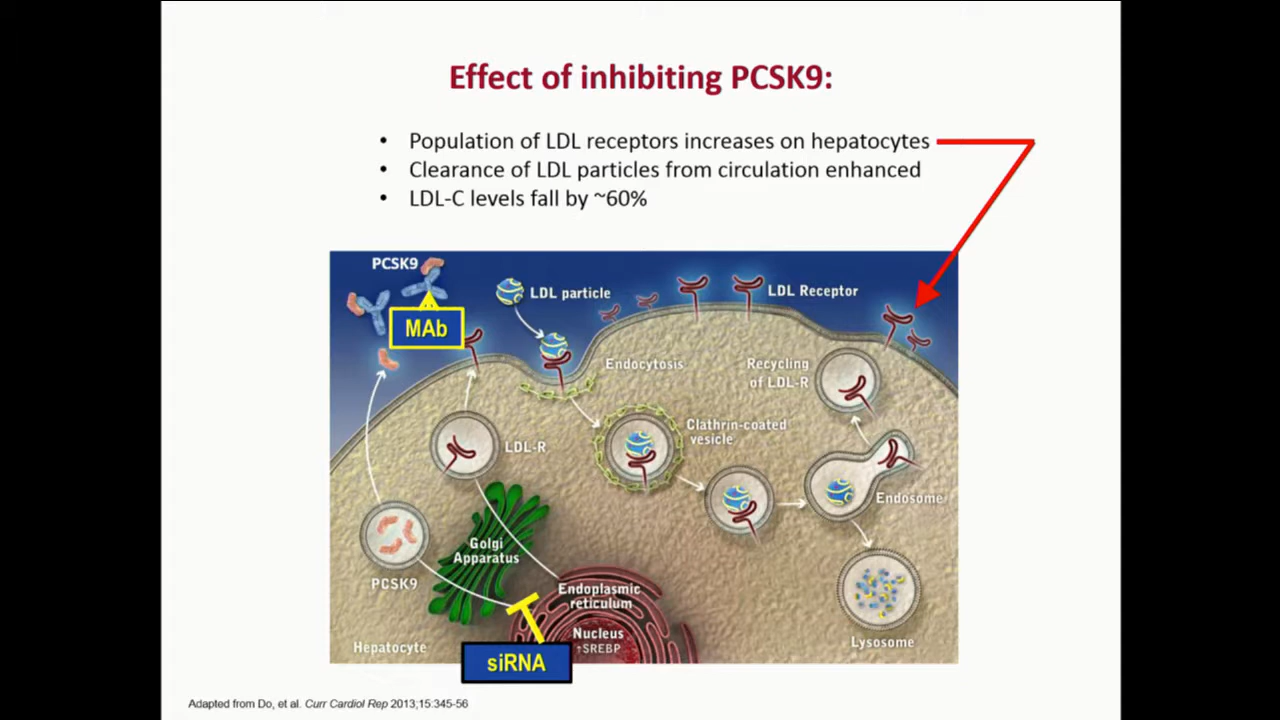 Effect of inhibiting PCSK9:
• Population of LDL receptors increases on hepatocytes
• Clearance of LDL particles from circulation enhanced
• LDL-C levels fall by ~60%
PCSK9
LDL particle
LDL Receptor
MAb
Endocytosis
Recycling
of LDL-R
Clathrin-coated
vesicle
LDL-R
Endosome
Golgi
Apparatus
PCSK9
Endoplasmic
reticulum
Nucleus
↑SREBP
Lysosome
Hepatocyte
siRNA
Adapted from Do, et al. Curr Cardiol Rep 2013;15:345-56